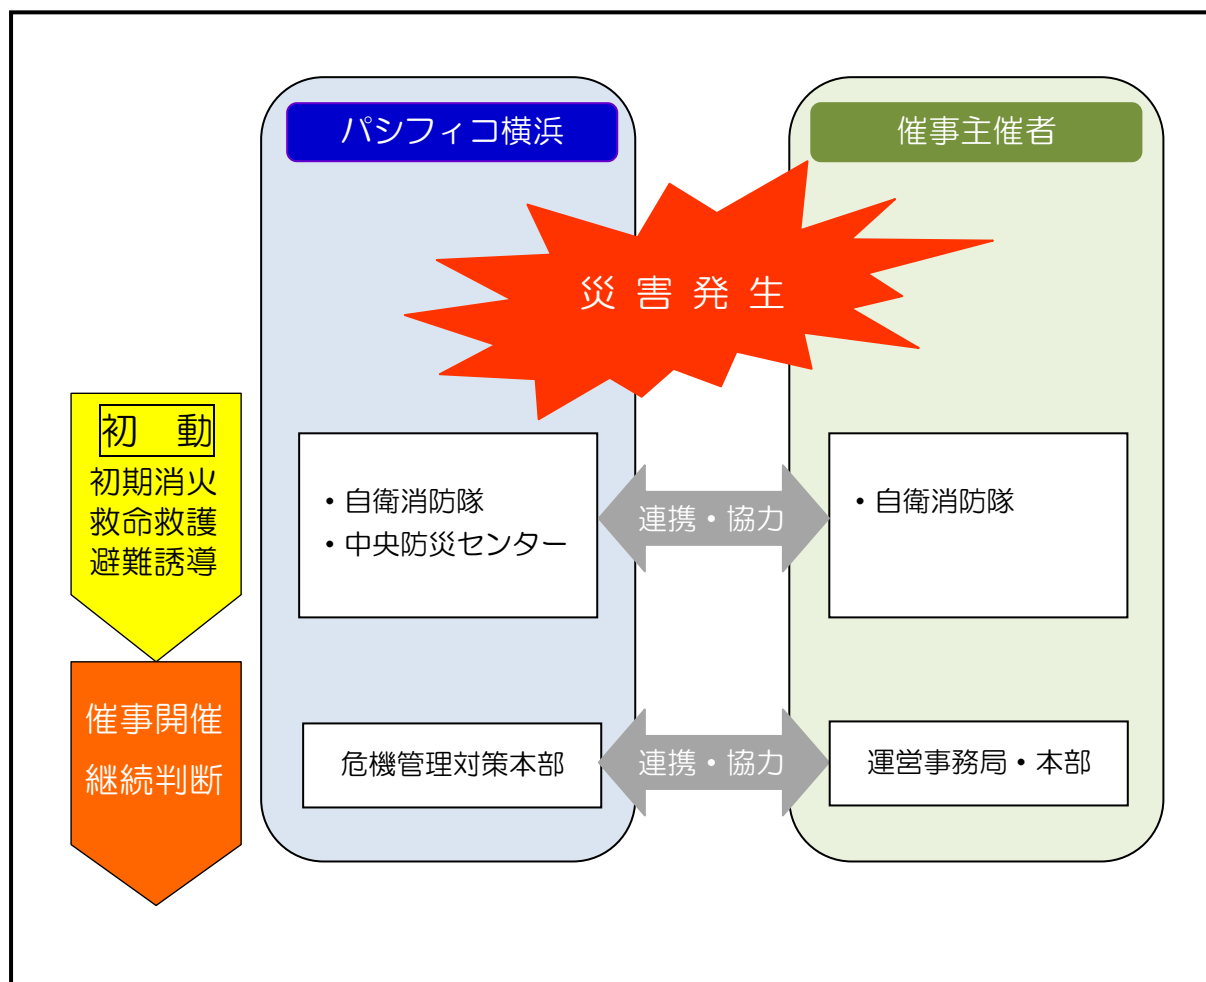 パシフィコ横浜
催事主催者
災害発生
初　動
初期消火
救命救護
避難誘導
・自衛消防隊
・中央防災センター
連携・協力
・自衛消防隊
催事開催
継続判断
危機管理対策本部
連携・協力
運営事務局・本部